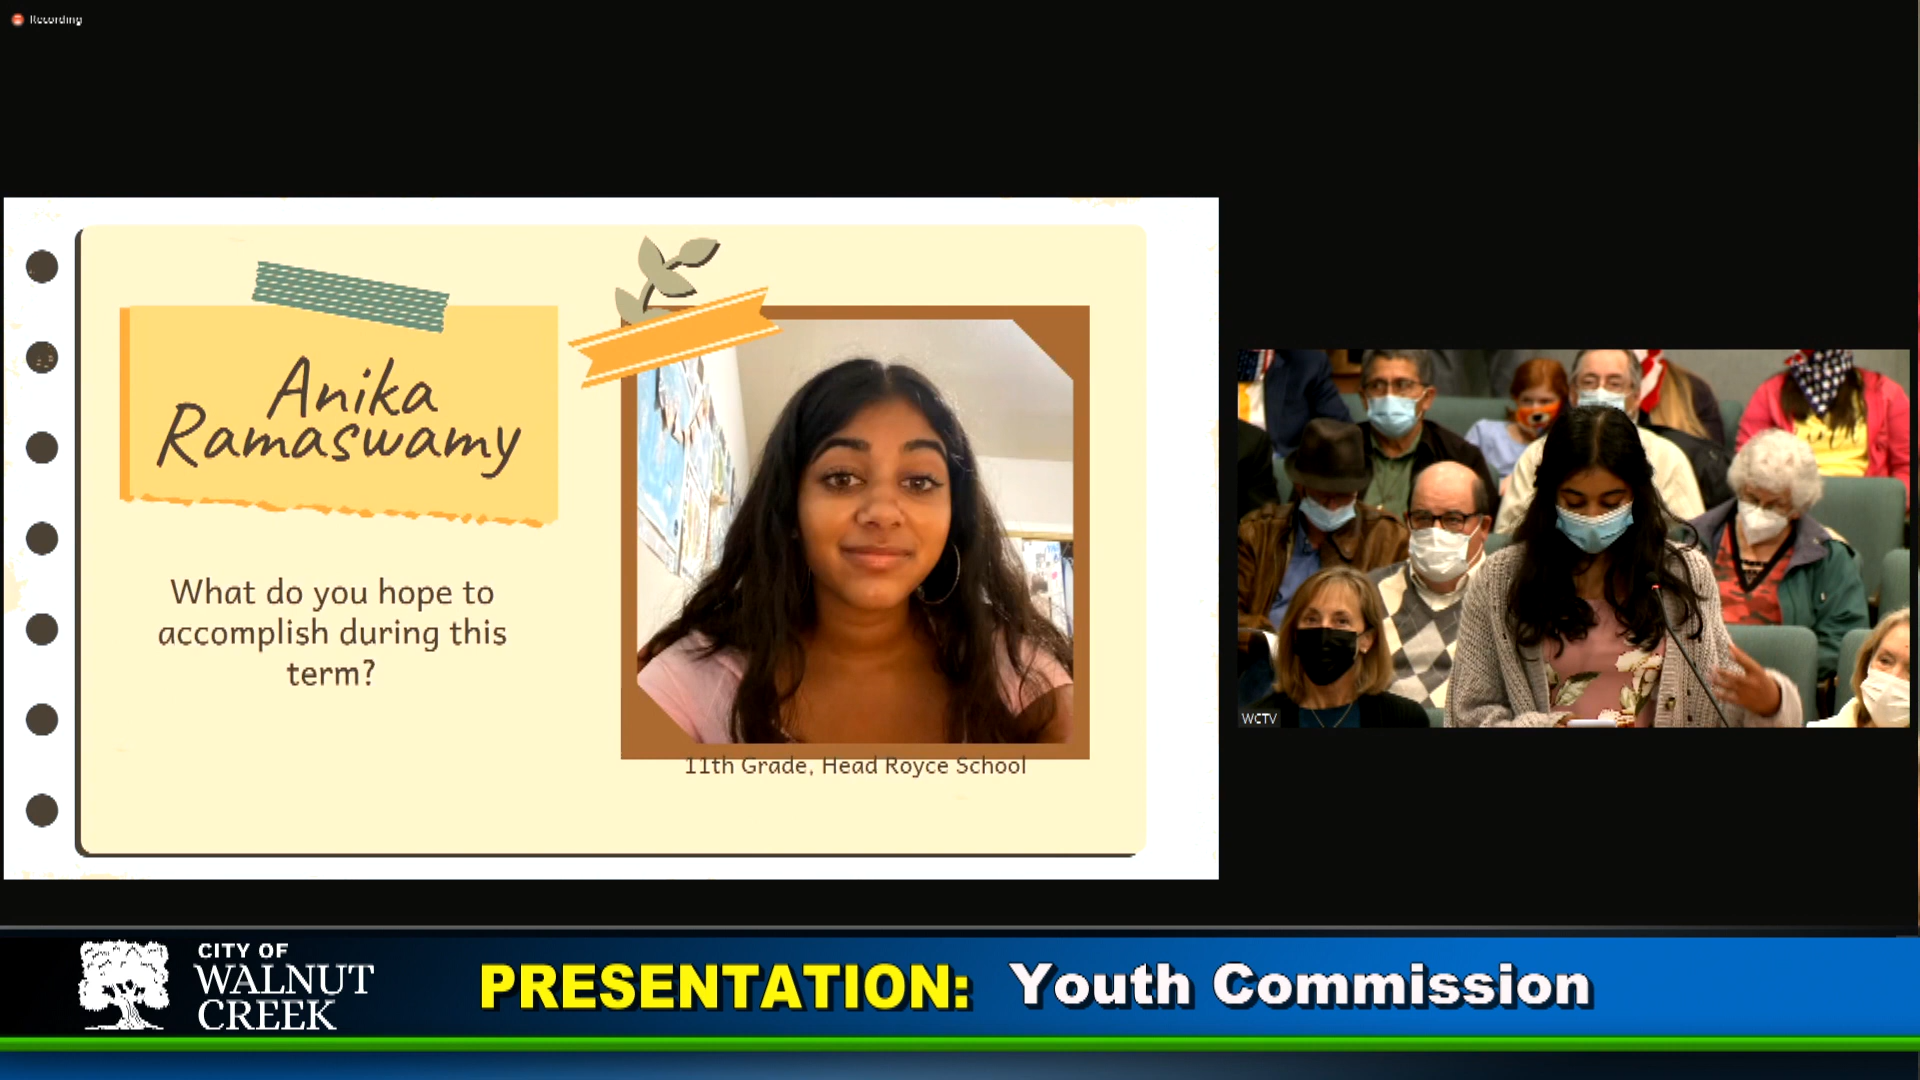 Recording
Anika
Ramaswamy
What do you hope to
accomplish during this
term?
11th Grade, Head Royce School
WCTV
CITY OF
WALNUT
CREEK
PRESENTATION: Youth Commission